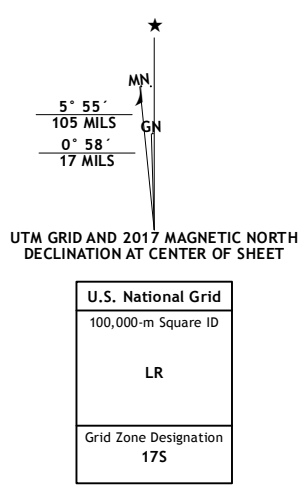 MN
5° 55´
105 MILS
GN
0° 58´
17 MILS
UTM GRID AND 2017 MAGNETIC NORTH
DECLINATION AT CENTER OF SHEET
U.S. National Grid
100,000-m Square ID
LR
Grid Zone Designation
17S